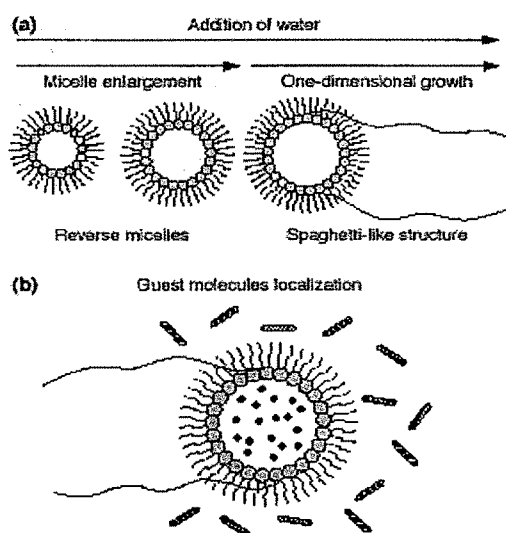 (a)
Addition of water
Micelle enlargement
One-dimensional growth
Reverse micelles
Spaghetti-like structure
(b)
Guest molecules localization